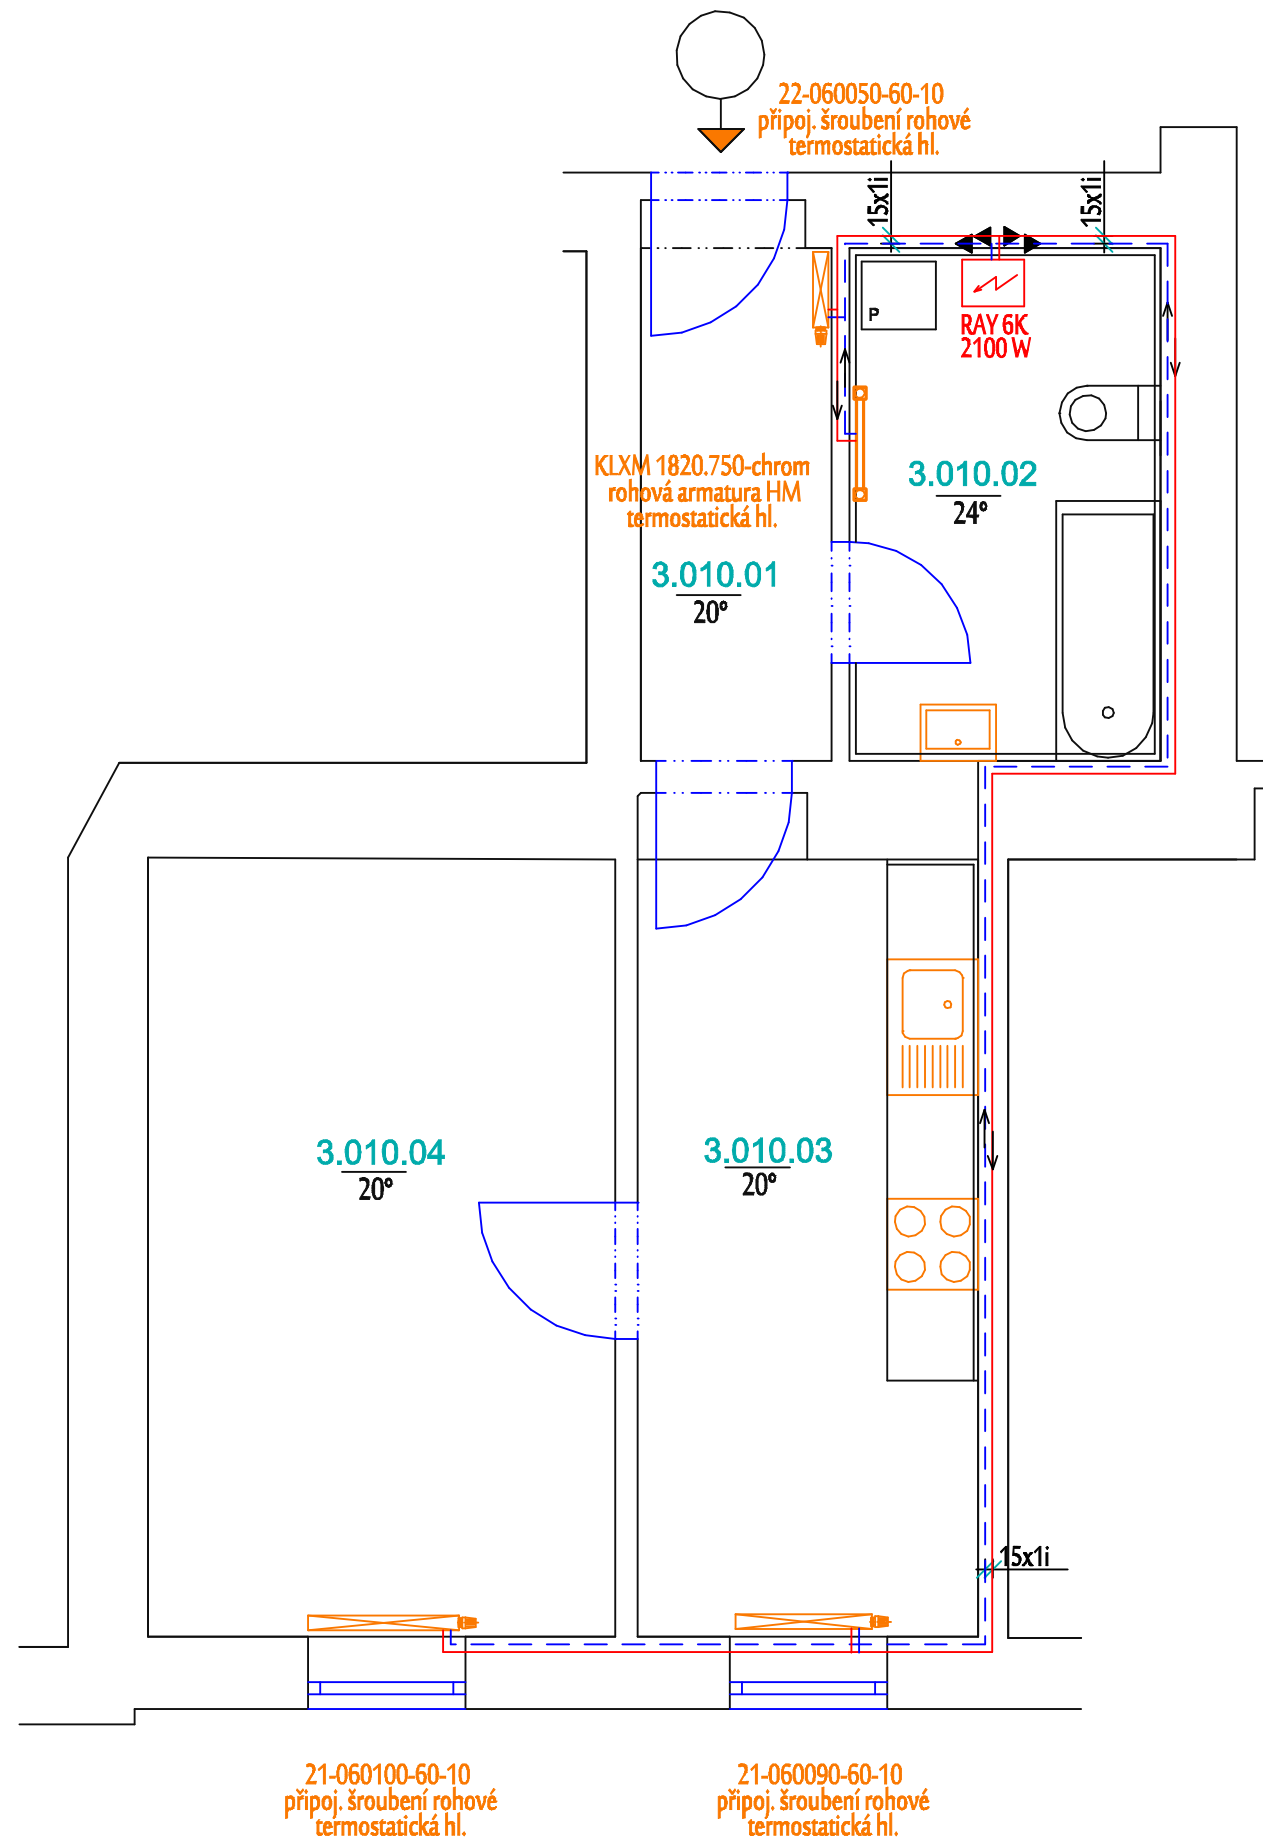 22-060050-60-10
připoj. šroubení rohové
termostatická hl.
15x1i
15x1i
P
RAY 6K
2100 W
KLXM 1820.750-chrom
rohová armatura HM
termostatická hl.
3.010.02
24°
3.010.01
20°
3.010.04
20°
3.010.03
20°
15x1i
21-060100-60-10
připoj. šroubení rohové
termostatická hl.
21-060090-60-10
připoj. šroubení rohové
termostatická hl.